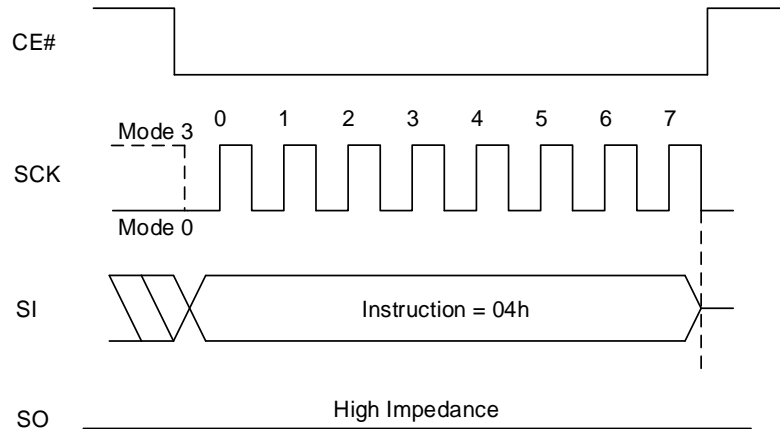 CE#
Mode 3
0 1 2 3 4 5 6 7
SCK
Mode 0
SI
Instruction = 04h
SO
High Impedance